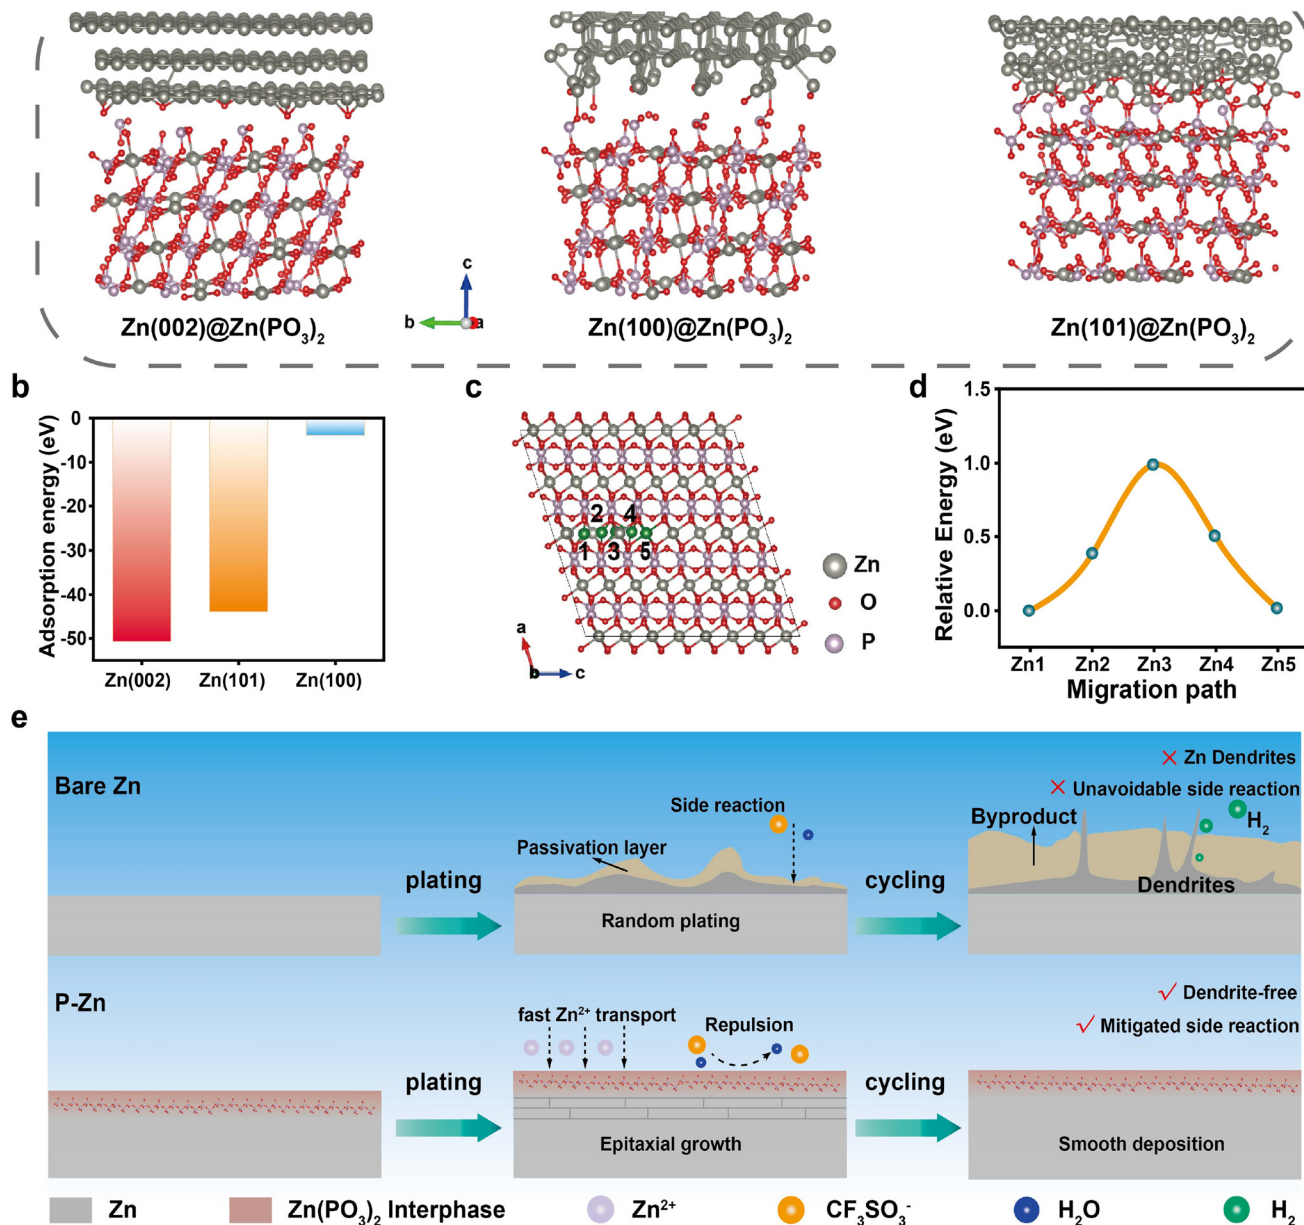 Zn(002)@Zn(PO₃)₂
c
b
a
Zn(100)@Zn(PO₃)₂
Zn(101)@Zn(PO₃)₂
b
Adsorption energy (eV)
0
-10
-20
-30
-40
-50
Zn(002)
Zn(101)
Zn(100)
c
2
4
1
3
5
Zn
O
P
a
b
c
d
Relative Energy (eV)
1.5
1.0
0.5
0.0
Zn1
Zn2
Zn3
Zn4
Zn5
Migration path
e
Bare Zn
plating
Side reaction
Passivation layer
Random plating
cycling
× Zn Dendrites
× Unavoidable side reaction
Byproduct
H₂
Dendrites
P-Zn
plating
fast Zn²⁺ transport
Repulsion
Epitaxial growth
cycling
√ Dendrite-free
√ Mitigated side reaction
Smooth deposition
Zn
Zn(PO₃)₂ Interphase
Zn²⁺
CF₃SO₃⁻
H₂O
H₂